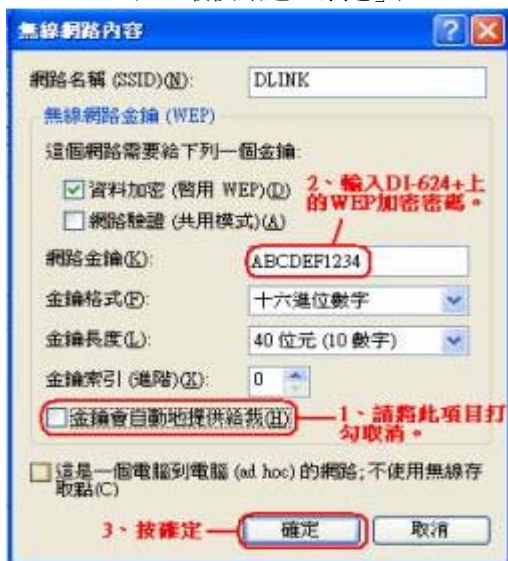 無線網路內容
網路名稱 (SSID)(N): DLINK
無線網路金鑰 (WEP)
這個網路需要給下列一個金鑰:
資料加密 (啓用 WEP)(D)
網路驗證 (共用模式)(A)
2、輸入DI-624+上
的WEP加密密碼。
網路金鑰(K): ABCDEF1234
金鑰格式(F): 十六進位數字
金鑰長度(L): 40 位元 (10 數字)
金鑰索引 (進階)(X): 0
金鑰會自動地提供給我(H)
1、請將此項目打
勾取消。
這是一個電腦到電腦 (ad hoc) 的網路;不使用無線存
取點(C)
3、按確定
確定 取消